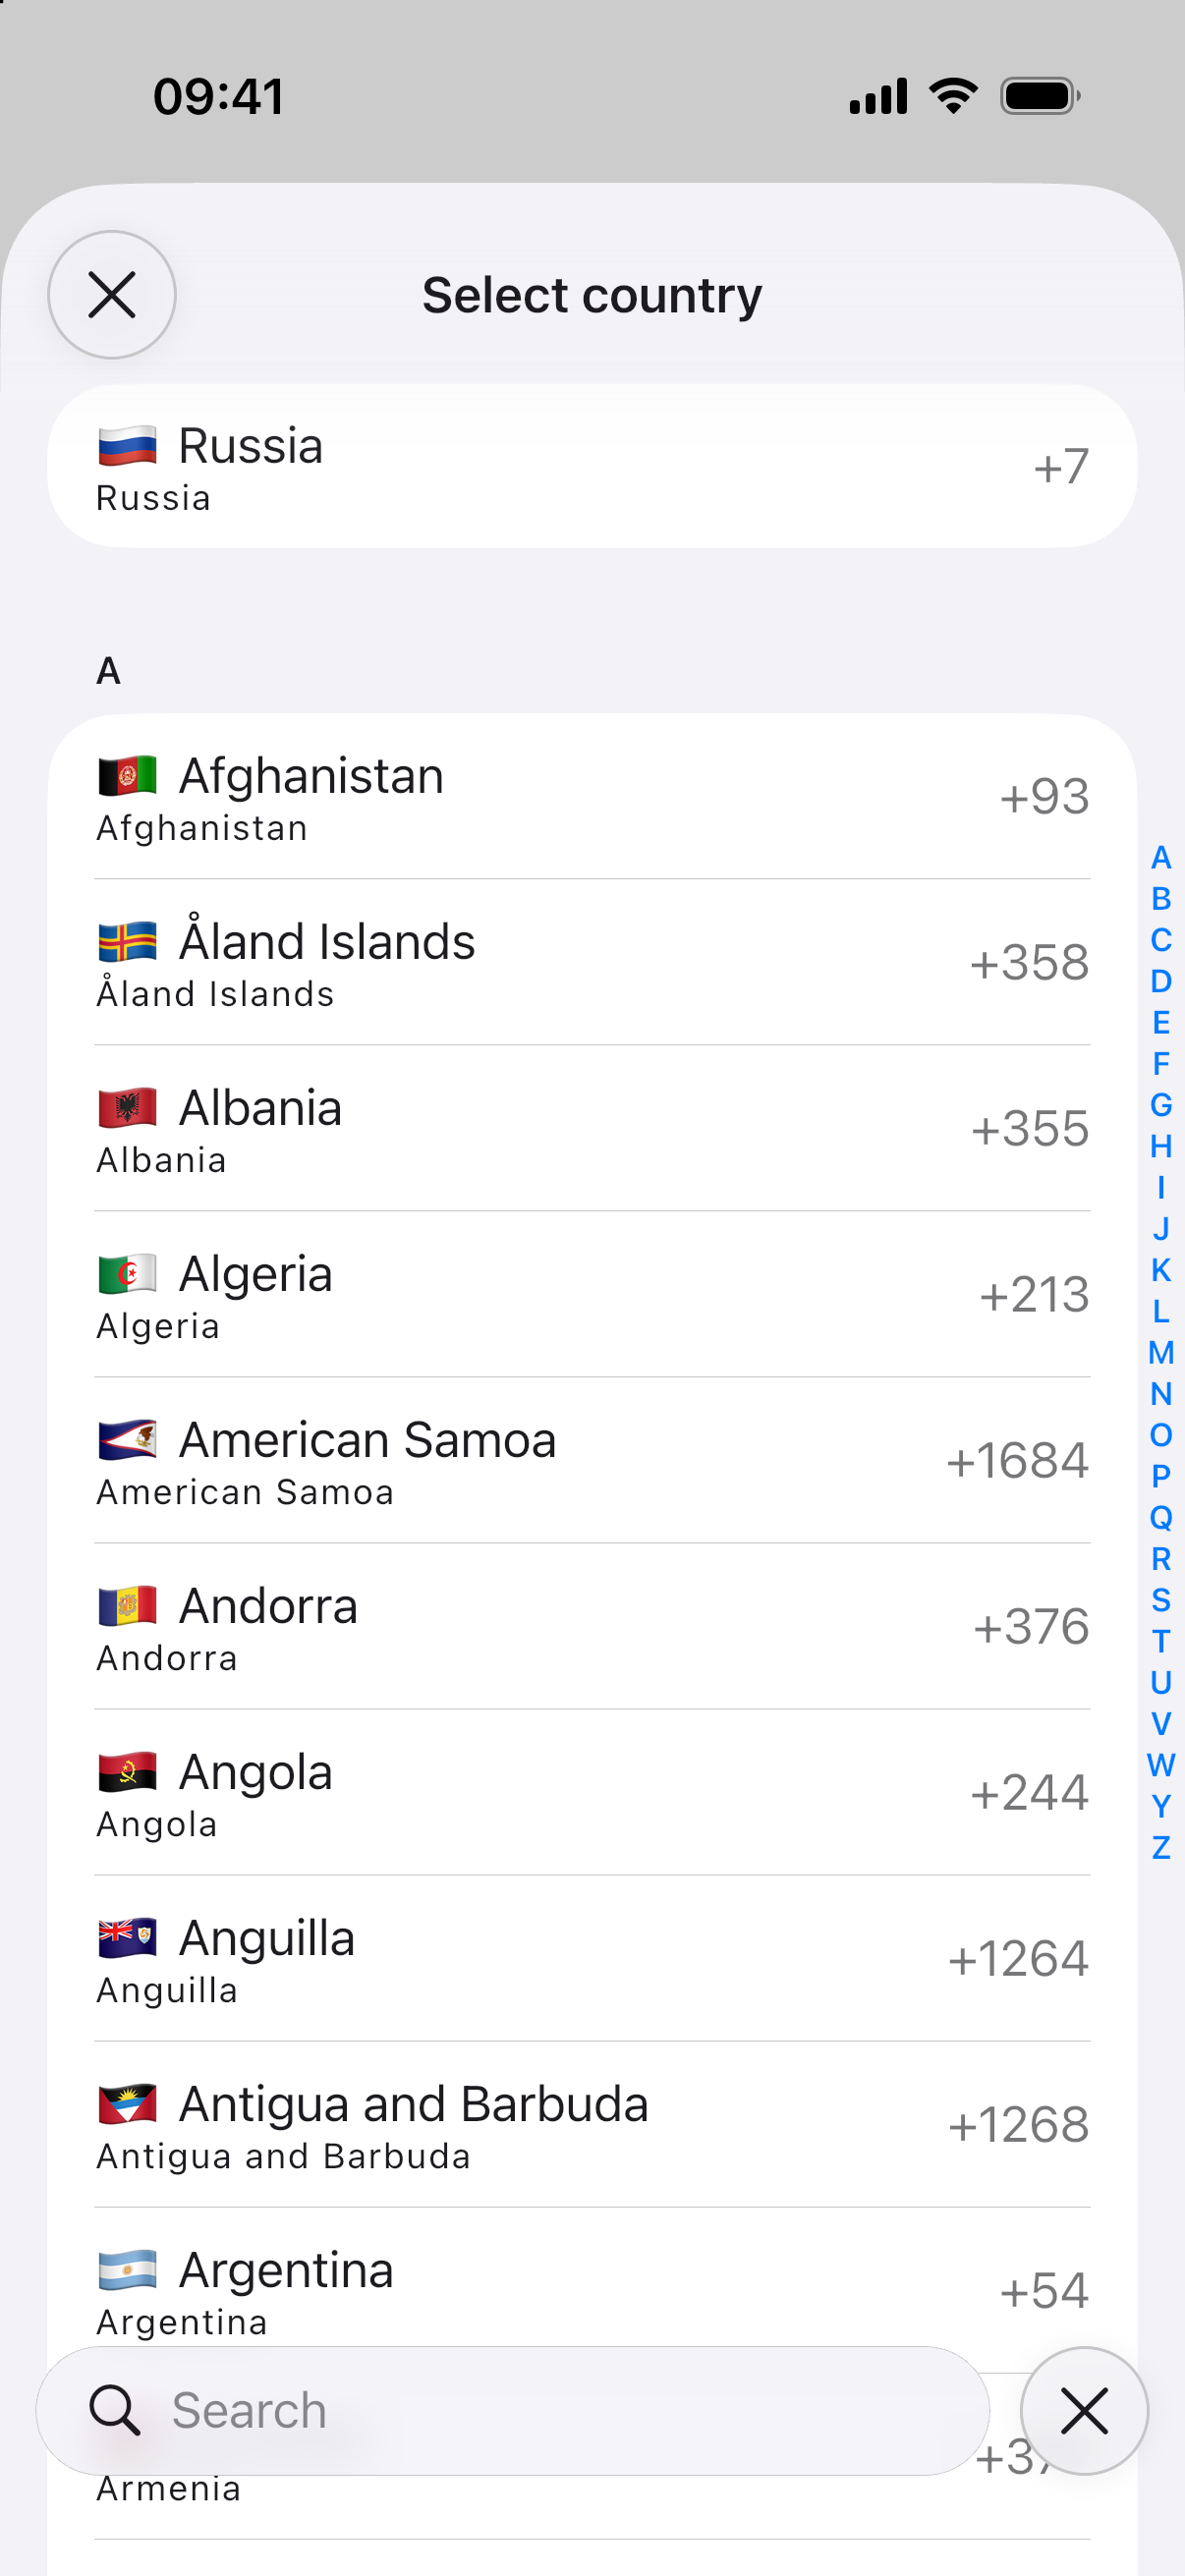 09:41
Select country
Russia
Russia
+7
A
Afghanistan
Afghanistan
+93
Åland Islands
Åland Islands
+358
Albania
Albania
+355
Algeria
Algeria
+213
American Samoa
American Samoa
+1684
Andorra
Andorra
+376
Angola
Angola
+244
Anguilla
Anguilla
+1264
Antigua and Barbuda
Antigua and Barbuda
+1268
Argentina
Argentina
+54
Search
Armenia
A
B
C
D
E
F
G
H
I
J
K
L
M
N
O
P
Q
R
S
T
U
V
W
Y
Z